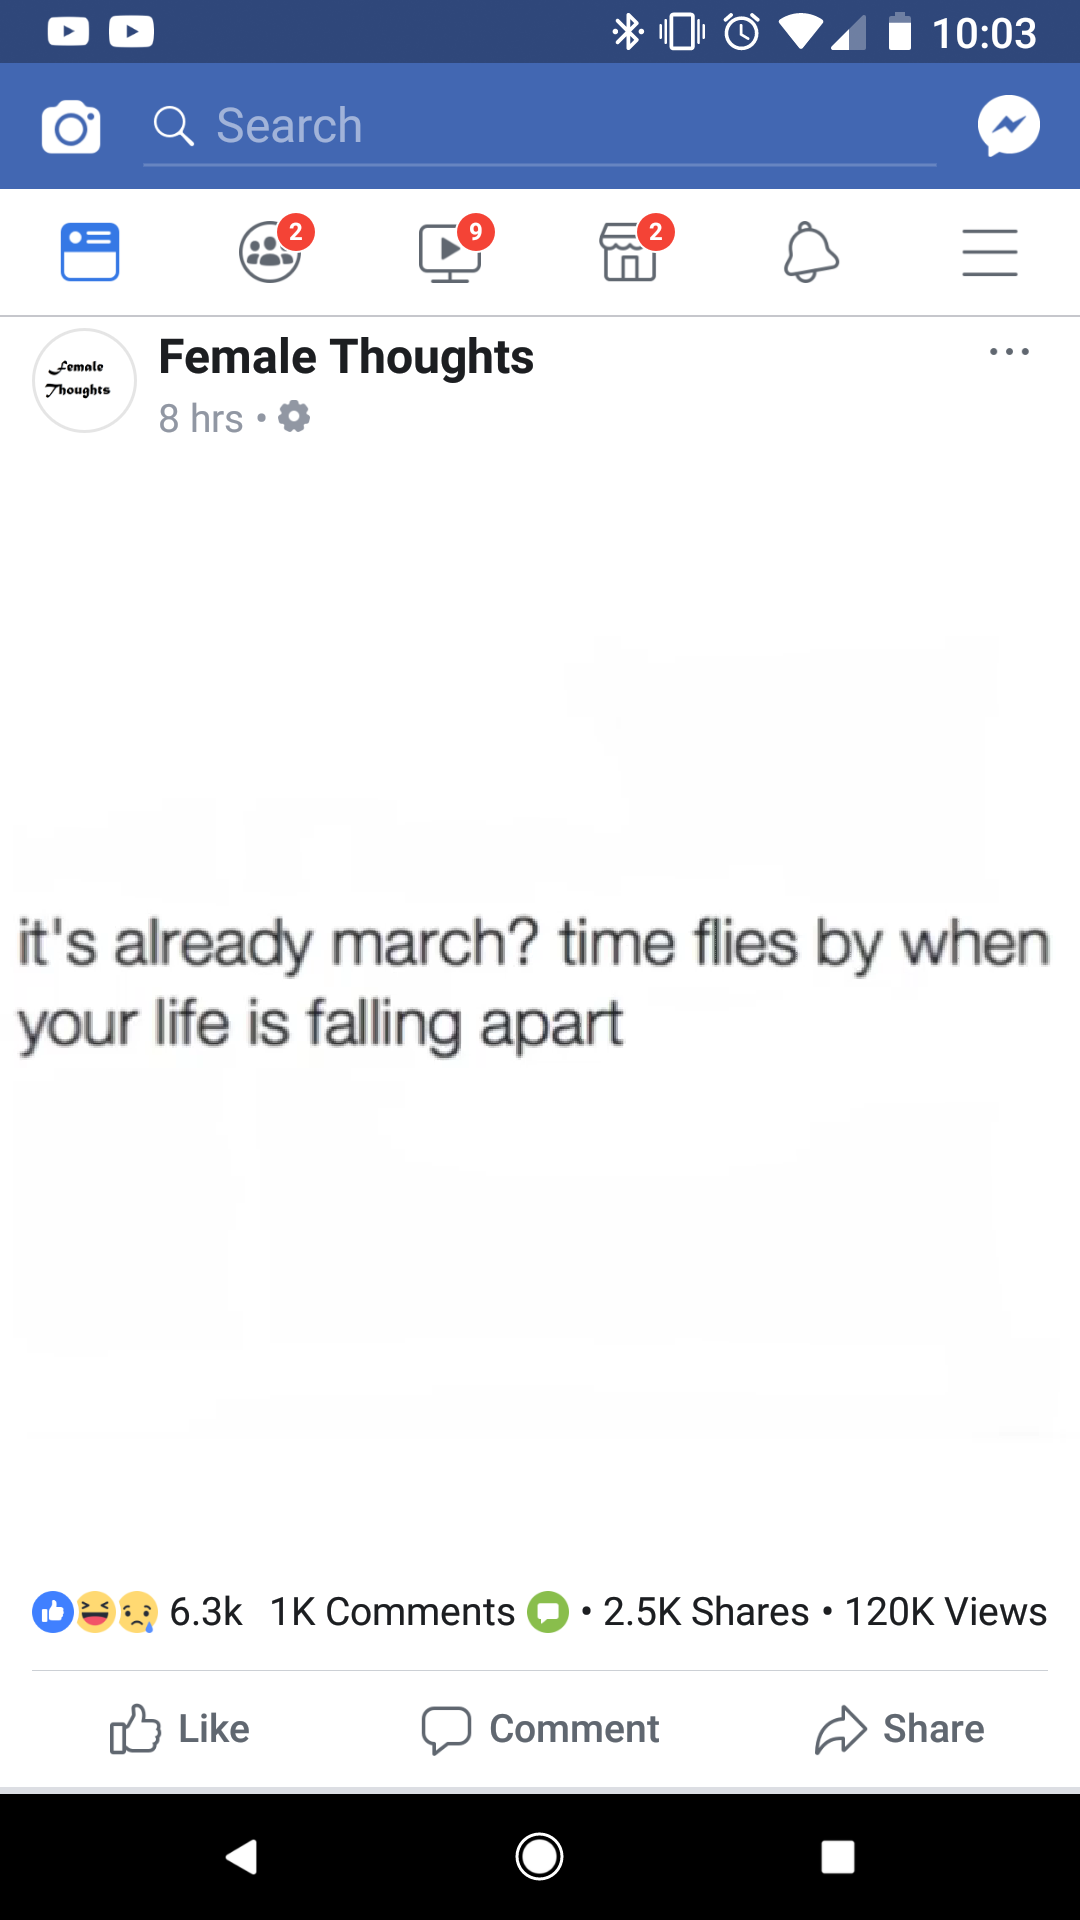 10:03
Search
2
9
2
Female Thoughts
Female
Thoughts
8 hrs •
it's already march? time flies by when
your life is falling apart
6.3k 1K Comments • 2.5K Shares • 120K Views
Like Comment Share